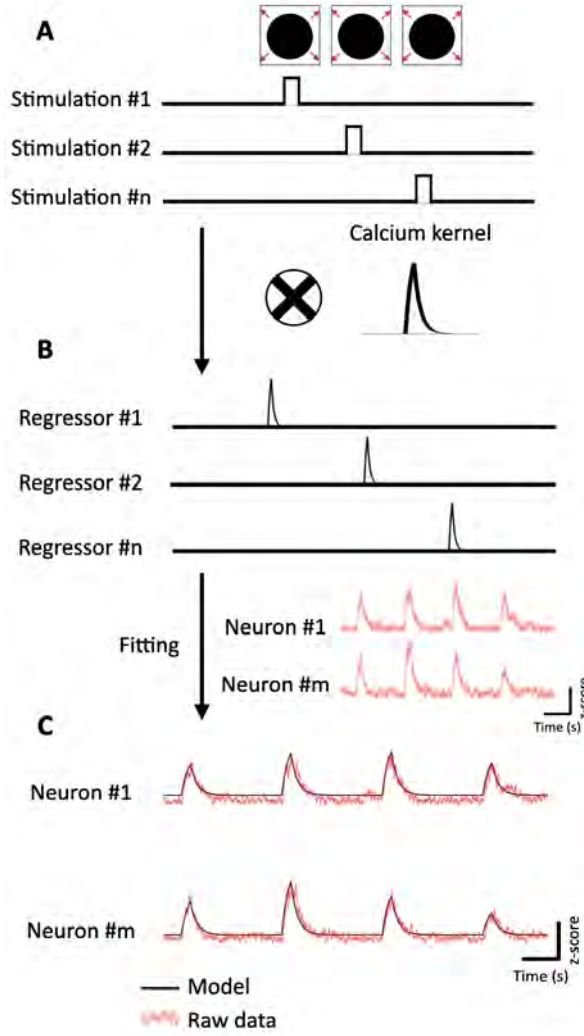 A
Stimulation #1
Stimulation #2
Stimulation #n
Calcium kernel
B
Regressor #1
Regressor #2
Regressor #n
Fitting
Neuron #1
Neuron #m
z-score
Time (s)
C
Neuron #1
Neuron #m
z-score
Time (s)
Model
Raw data